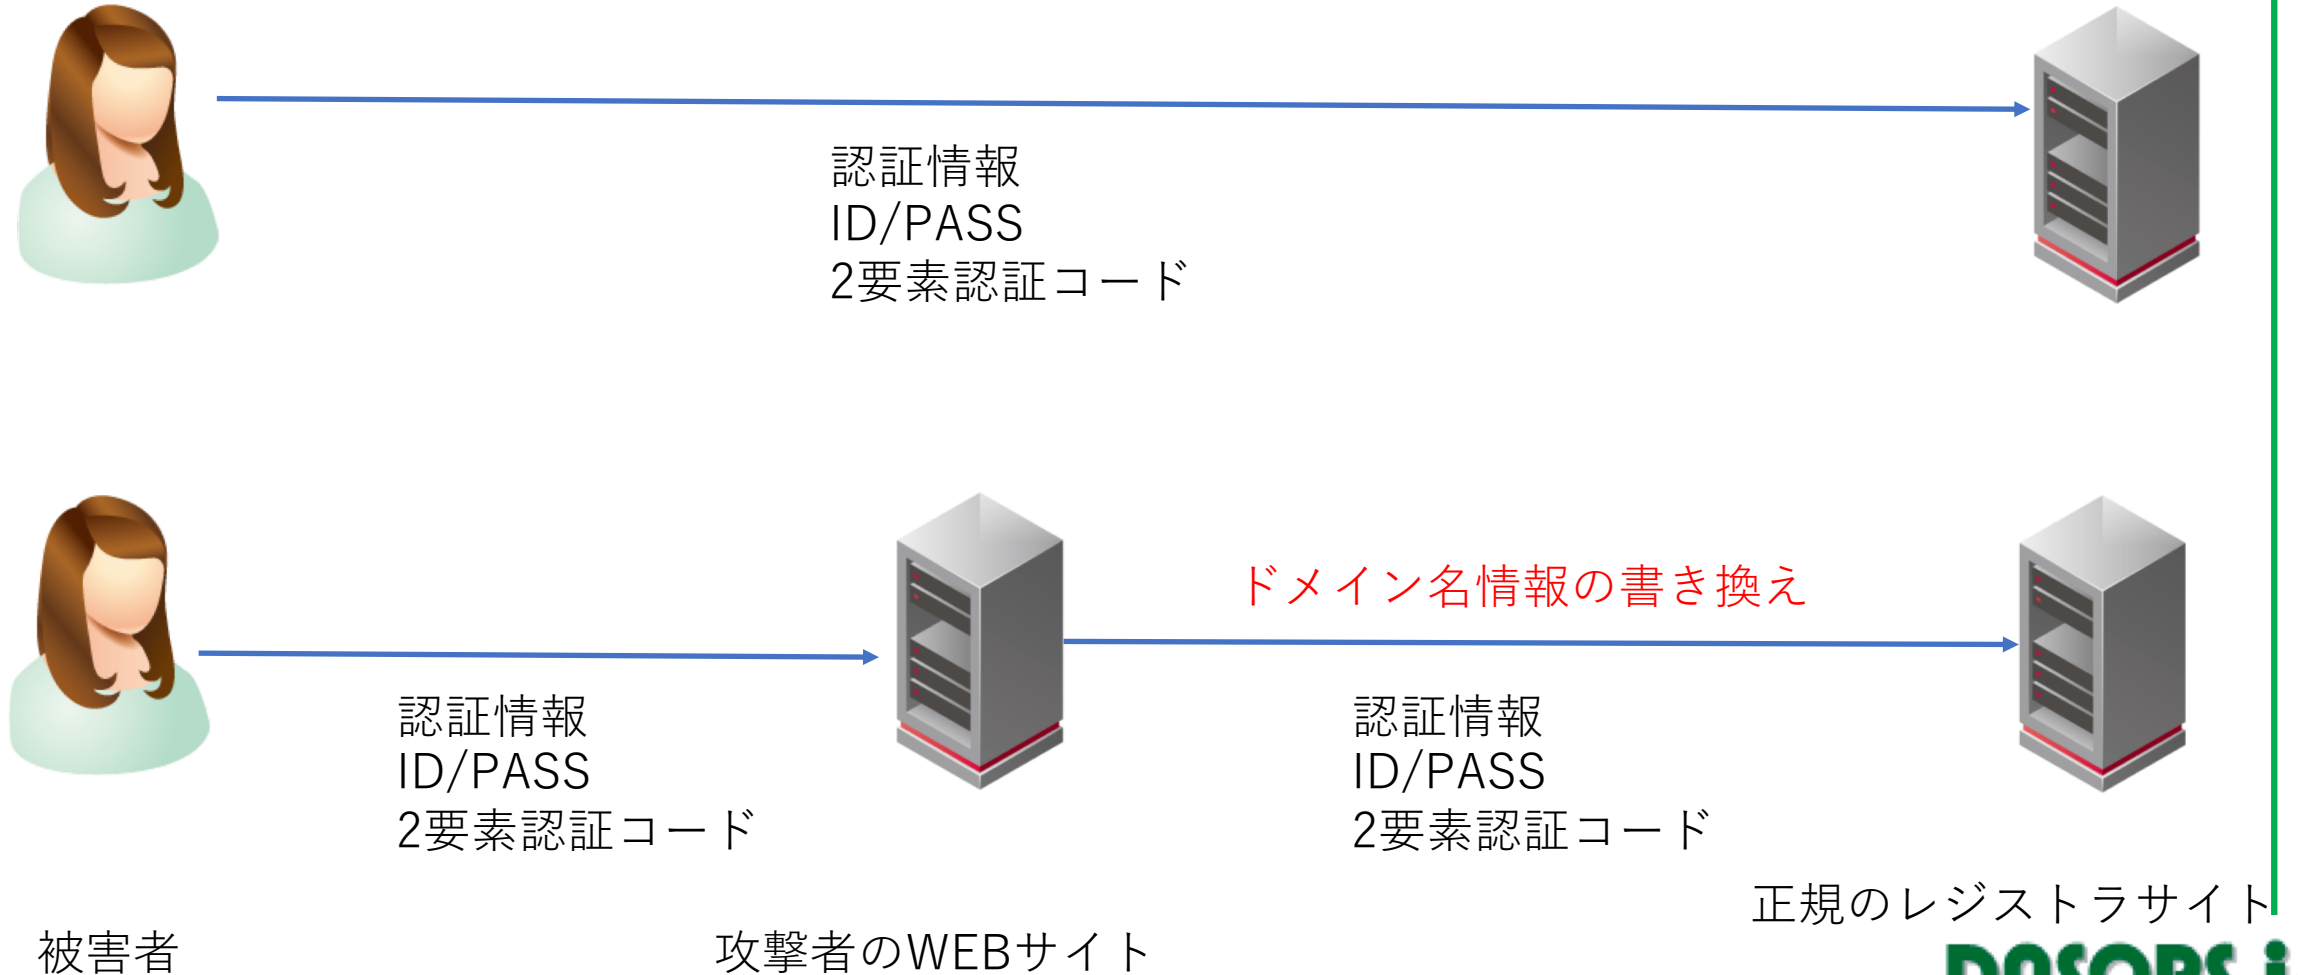 認証情報
ID/PASS
2要素認証コード
ドメイン名情報の書き換え
認証情報
ID/PASS
2要素認証コード
認証情報
ID/PASS
2要素認証コード
正規のレジストラサイト
被害者
攻撃者のWEBサイト